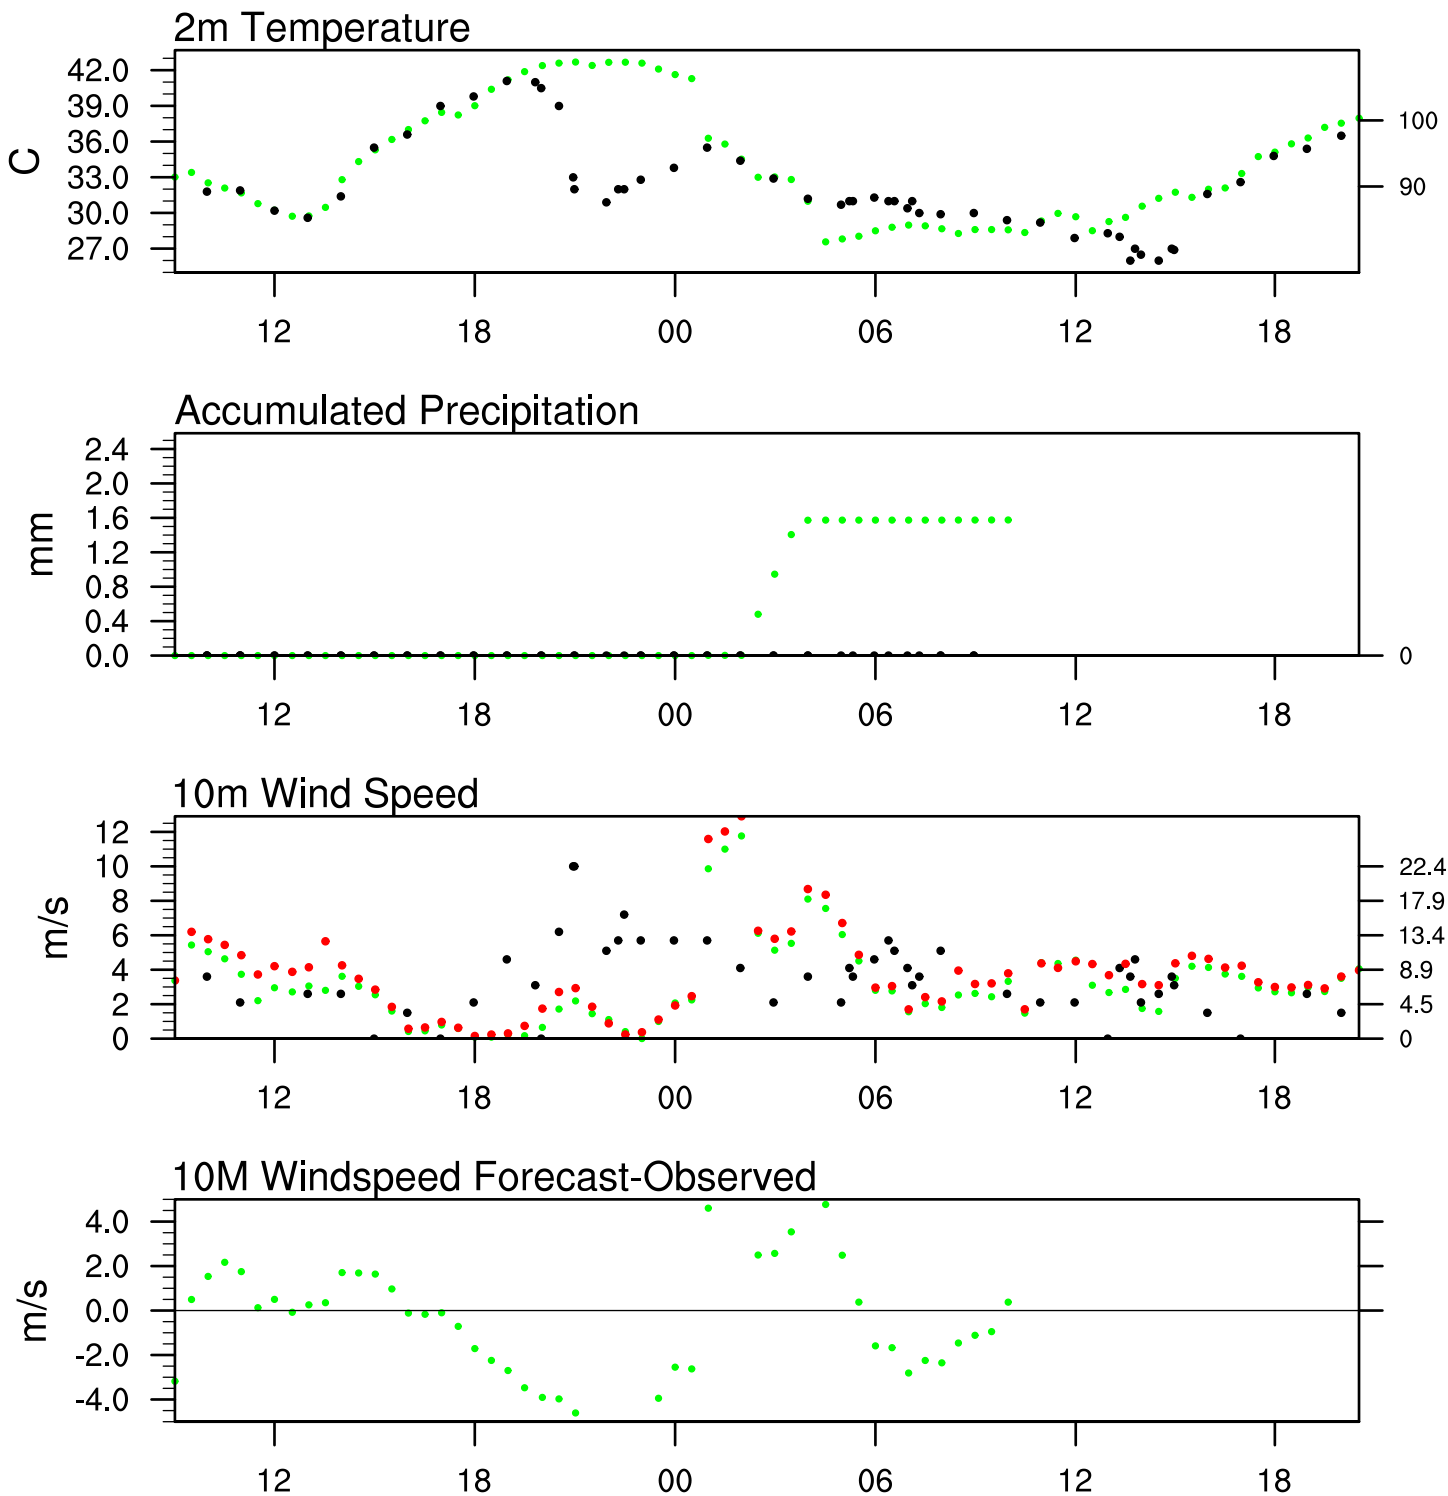 2m Temperature
42.0
39.0
36.0
33.0
30.0
27.0
C
100
90
12 18 00 06 12 18
Accumulated Precipitation
2.4
2.0
1.6
1.2
0.8
0.4
0.0
mm
0
12 18 00 06 12 18
10m Wind Speed
12
10
8
6
4
2
0
m/s
22.4
17.9
13.4
8.9
4.5
0
12 18 00 06 12 18
10M Windspeed Forecast-Observed
4.0
2.0
0.0
-2.0
-4.0
m/s
12 18 00 06 12 18